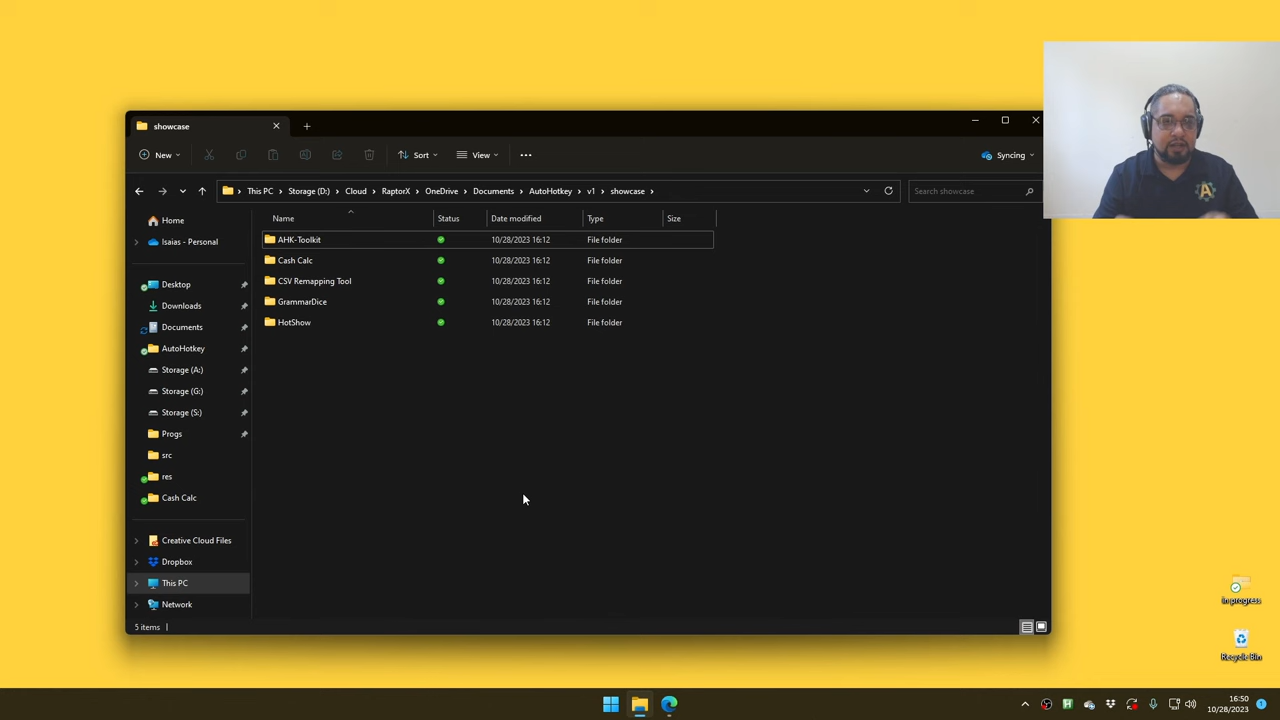 showcase
New
Sort
View
Syncing
This PC
Storage (D:)
Cloud
RaptorX
OneDrive
Documents
AutoHotkey
v1
showcase
Search showcase
Name
Status
Date modified
Type
Size
Home
Isaias - Personal
Desktop
Downloads
Documents
AutoHotkey
Storage (A:)
Storage (G:)
Storage (S:)
Progs
src
res
Cash Calc
Creative Cloud Files
Dropbox
This PC
Network
AHK-Toolkit 10/28/2023 16:12 File folder
Cash Calc 10/28/2023 16:12 File folder
CSV Remapping Tool 10/28/2023 16:12 File folder
GrammarDice 10/28/2023 16:12 File folder
HotShow 10/28/2023 16:12 File folder
5 items
A
In progress
Recycle Bin
H
16:50
10/28/2023
1